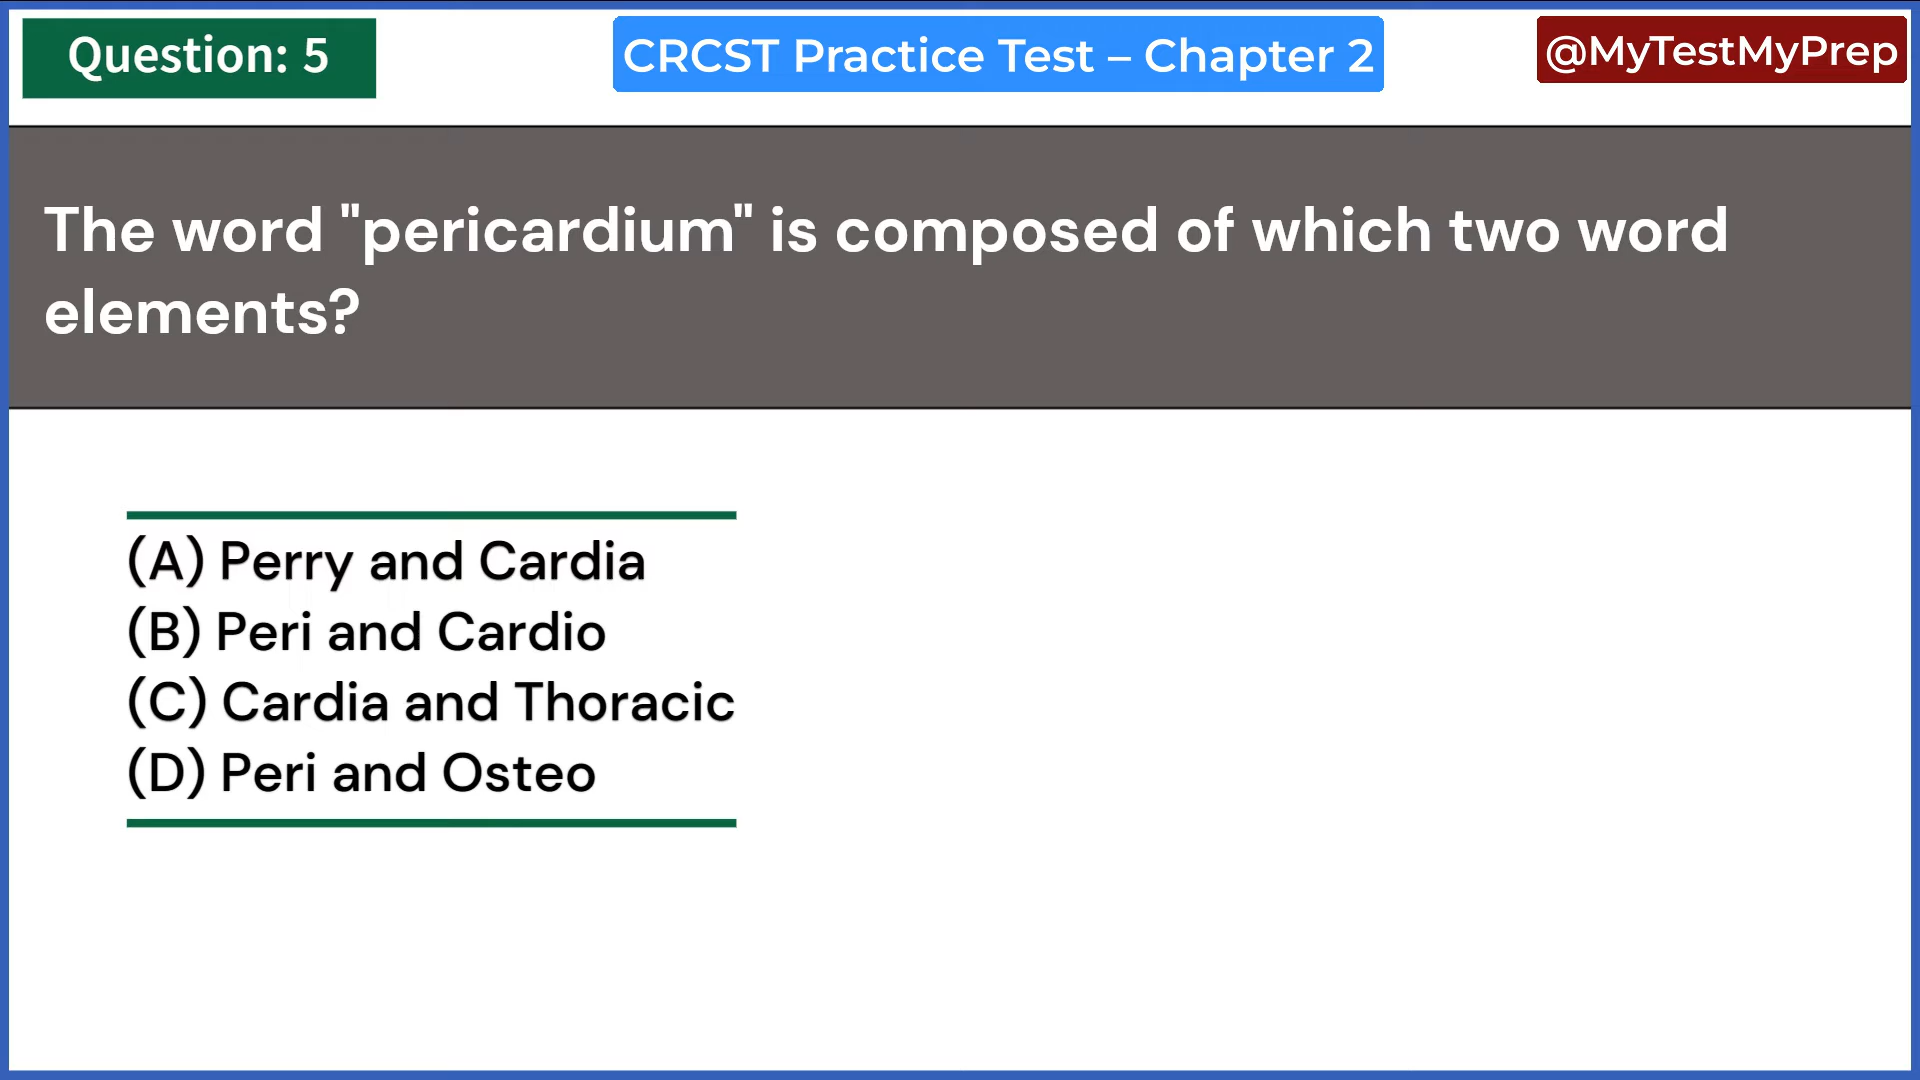 Question: 5
CRCST Practice Test – Chapter 2
@MyTestMyPrep
The word "pericardium" is composed of which two word
elements?
(A) Perry and Cardia
(B) Peri and Cardio
(C) Cardia and Thoracic
(D) Peri and Osteo